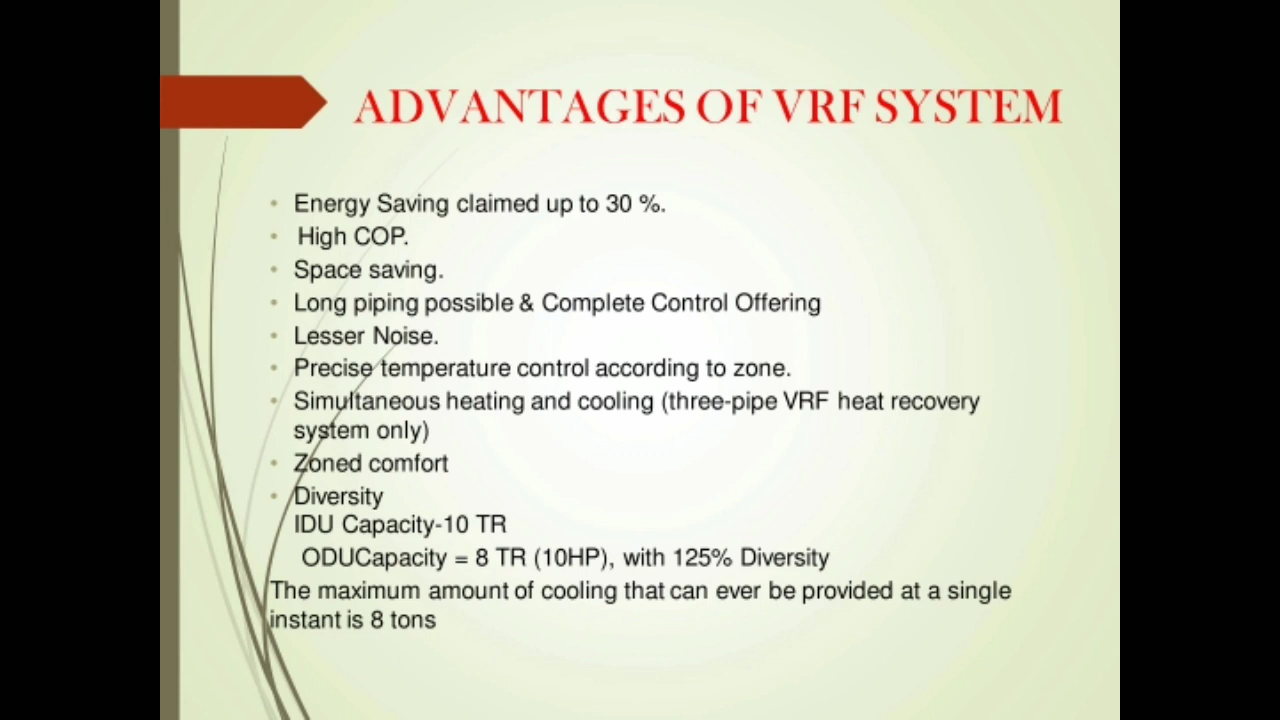 ADVANTAGES OF VRF SYSTEM
• Energy Saving claimed up to 30 %.
• High COP.
• Space saving.
• Long piping possible & Complete Control Offering
• Lesser Noise.
• Precise temperature control according to zone.
• Simultaneous heating and cooling (three-pipe VRF heat recovery
system only)
• Zoned comfort
• Diversity
IDU Capacity-10 TR
ODUCapacity = 8 TR (10HP), with 125% Diversity
The maximum amount of cooling that can ever be provided at a single
instant is 8 tons